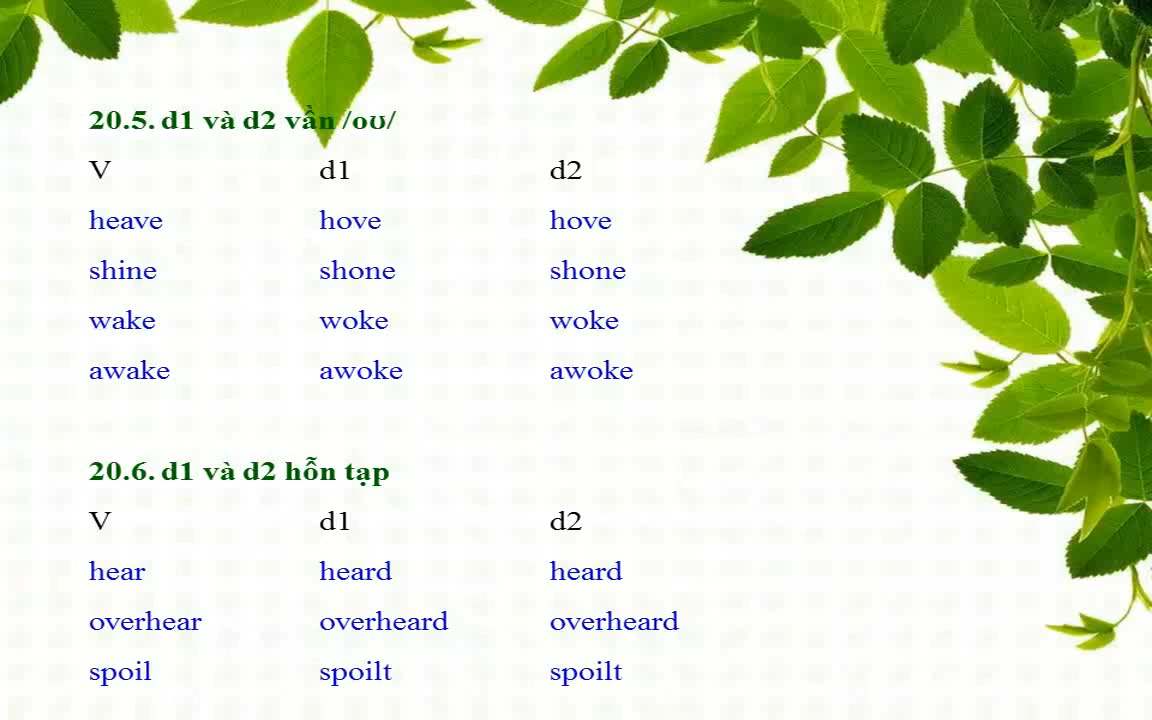 20.5. d1 và d2 vần /oʊ/
V d1 d2
heave hove hove
shine shone shone
wake woke woke
awake awoke awoke
20.6. d1 và d2 hỗn tạp
V d1 d2
hear heard heard
overhear overheard overheard
spoil spoilt spoilt